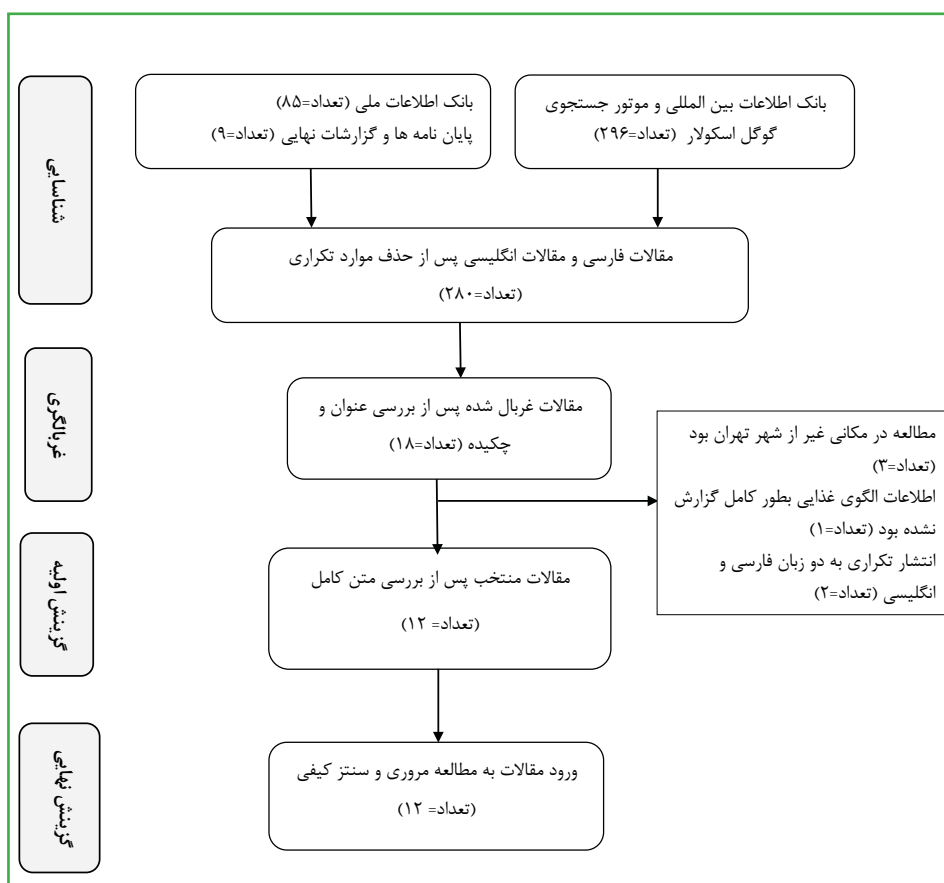 شناسایی
بانک اطلاعات بین المللی و موتور جستجوی
گوگل اسکولار (تعداد=۲۹۶)
بانک اطلاعات ملی (تعداد=۸۵)
پایان نامه ها و گزارشات نهایی (تعداد=۹)
مقالات فارسی و مقالات انگلیسی پس از حذف موارد تکراری
(تعداد=۲۸۰)
غربالگری
مقالات غربال شده پس از بررسی عنوان و
چکیده (تعداد=۱۸)
مطالعه در مکانی غیر از شهر تهران بود
(تعداد=۳)
اطلاعات الگوی غذایی بطور کامل گزارش
نشده بود (تعداد=۱)
انتشار تکراری به دو زبان فارسی و
انگلیسی (تعداد=۲)
گزینش اولیه
مقالات منتخب پس از بررسی متن کامل
(تعداد= ۱۲)
گزینش نهایی
ورود مقالات به مطالعه مروری و سنتز کیفی
(تعداد= ۱۲)